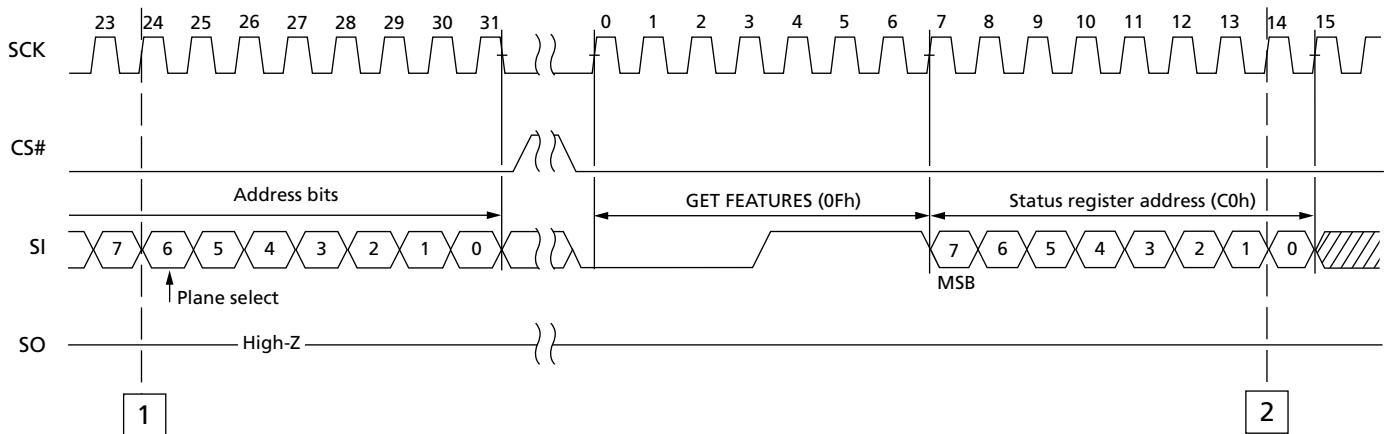 23 24 25 26 27 28 29 30 31 0 1 2 3 4 5 6 7 8 9 10 11 12 13 14 15
SCK
CS#
Address bits GET FEATURES (0Fh) Status register address (C0h)
SI 7 6 5 4 3 2 1 0 7 6 5 4 3 2 1 0
MSB
Plane select
SO High-Z
1 2